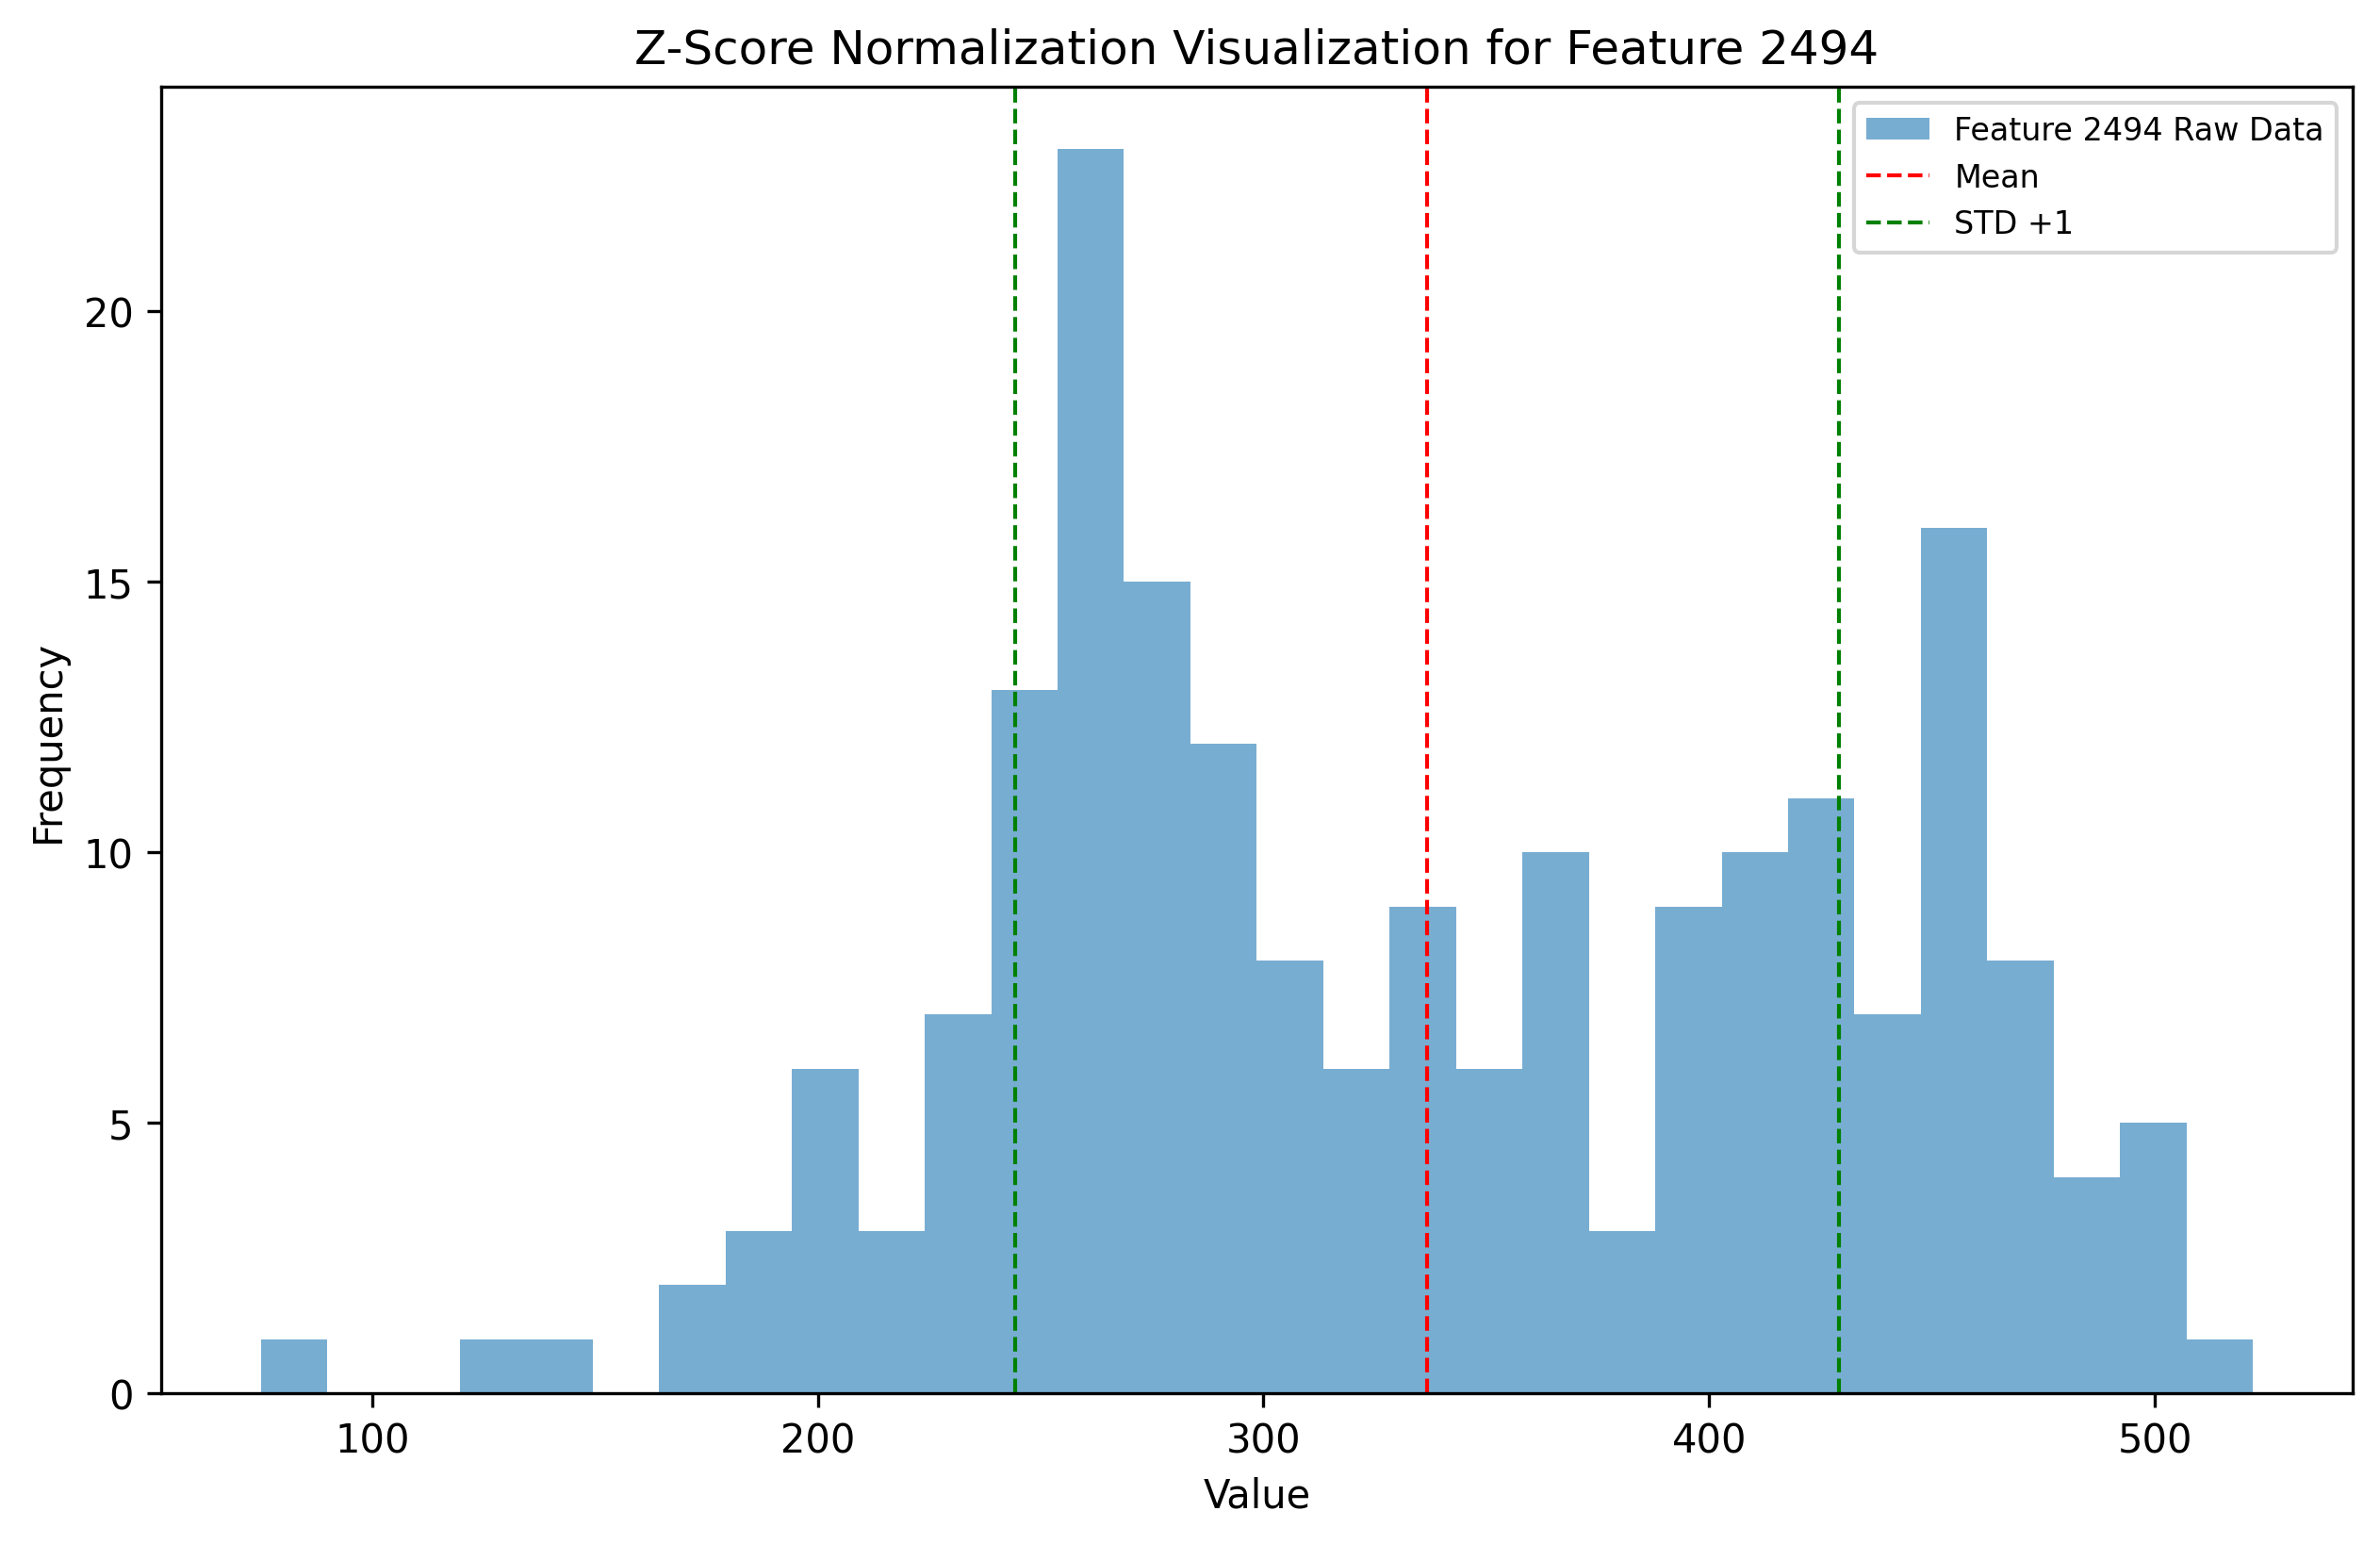 Z-Score Normalization Visualization for Feature 2494
Feature 2494 Raw Data
Mean
STD +1
20
15
10
5
0
Frequency
100 200 300 400 500
Value